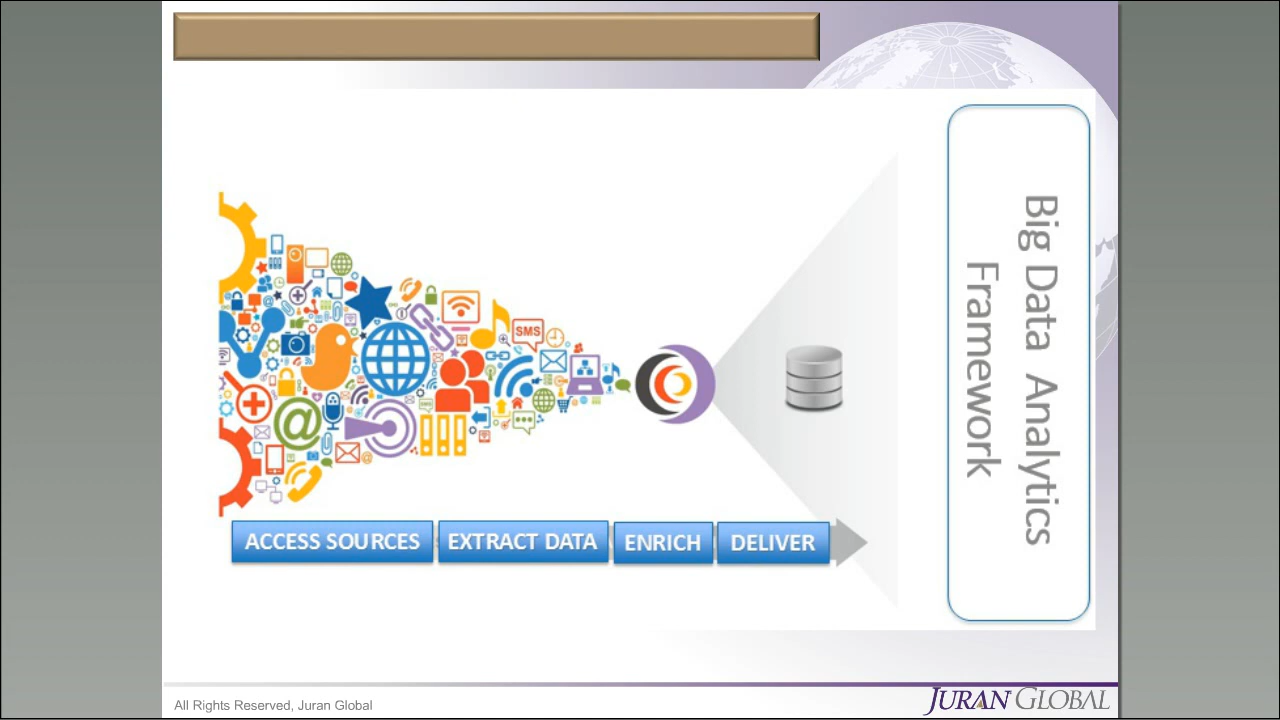 Big Data Analytics
Framework
SMS
ACCESS SOURCES
EXTRACT DATA
ENRICH
DELIVER
All Rights Reserved, Juran Global
JURAN GLOBAL